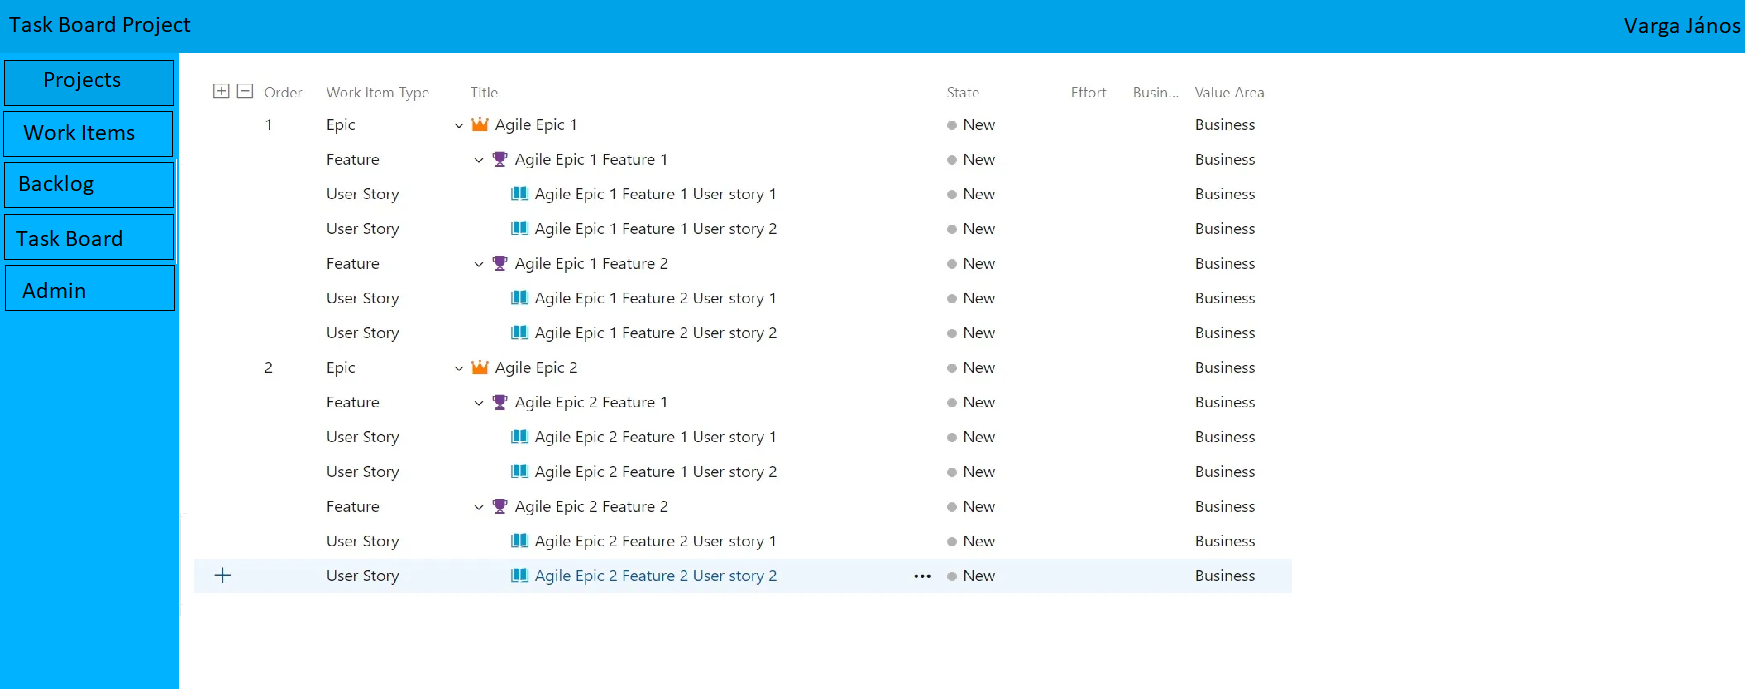 Task Board Project Varga János
Projects
Work Items
Backlog
Task Board
Admin
Order Work Item Type Title State Effort Busin... Value Area
1 Epic Agile Epic 1 New Business
Feature Agile Epic 1 Feature 1 New Business
User Story Agile Epic 1 Feature 1 User story 1 New Business
User Story Agile Epic 1 Feature 1 User story 2 New Business
Feature Agile Epic 1 Feature 2 New Business
User Story Agile Epic 1 Feature 2 User story 1 New Business
User Story Agile Epic 1 Feature 2 User story 2 New Business
2 Epic Agile Epic 2 New Business
Feature Agile Epic 2 Feature 1 New Business
User Story Agile Epic 2 Feature 1 User story 1 New Business
User Story Agile Epic 2 Feature 1 User story 2 New Business
Feature Agile Epic 2 Feature 2 New Business
User Story Agile Epic 2 Feature 2 User story 1 New Business
User Story Agile Epic 2 Feature 2 User story 2 ... New Business